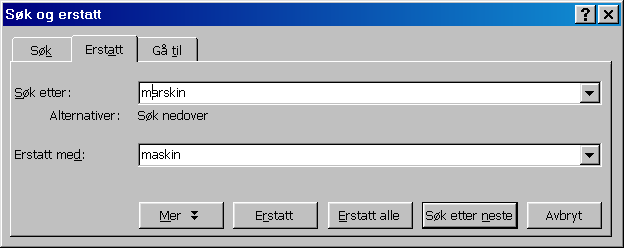 Søk og erstatt
Søk Erstatt Gå til
Søk etter: marskin
Alternativer: Søk nedover
Erstatt med: maskin
Mer Erstatt Erstatt alle Søk etter neste Avbryt